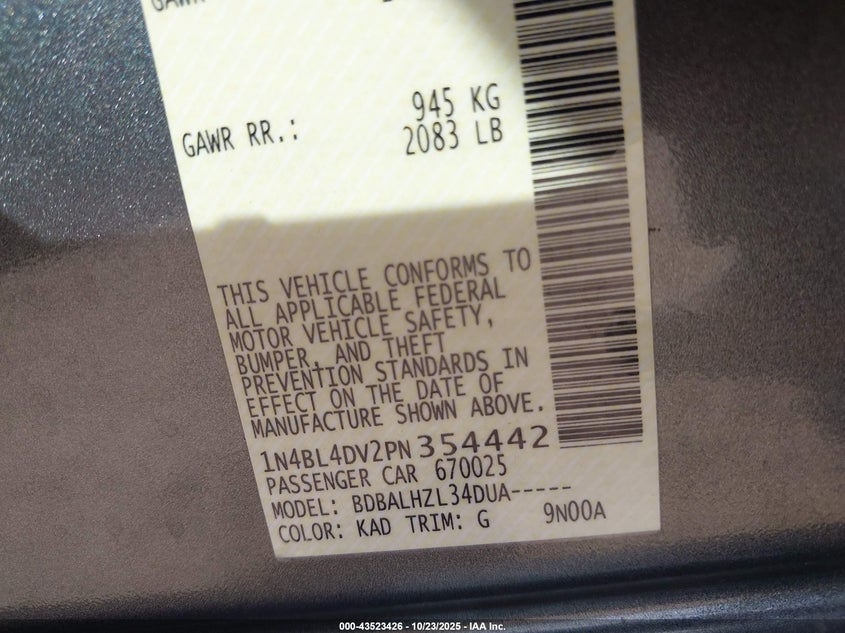 GAWR
945 KG
GAWR RR.: 2083 LB
THIS VEHICLE CONFORMS TO
ALL APPLICABLE FEDERAL
MOTOR VEHICLE SAFETY,
BUMPER, AND THEFT
PREVENTION STANDARDS IN
EFFECT ON THE DATE OF
MANUFACTURE SHOWN ABOVE.
1N4BL4DV2PN354442
PASSENGER CAR 670025
MODEL: BDBALHZL34DUA-----
COLOR: KAD TRIM: G 9N00A
000-43523426 - 10/23/2025 - IAA Inc.